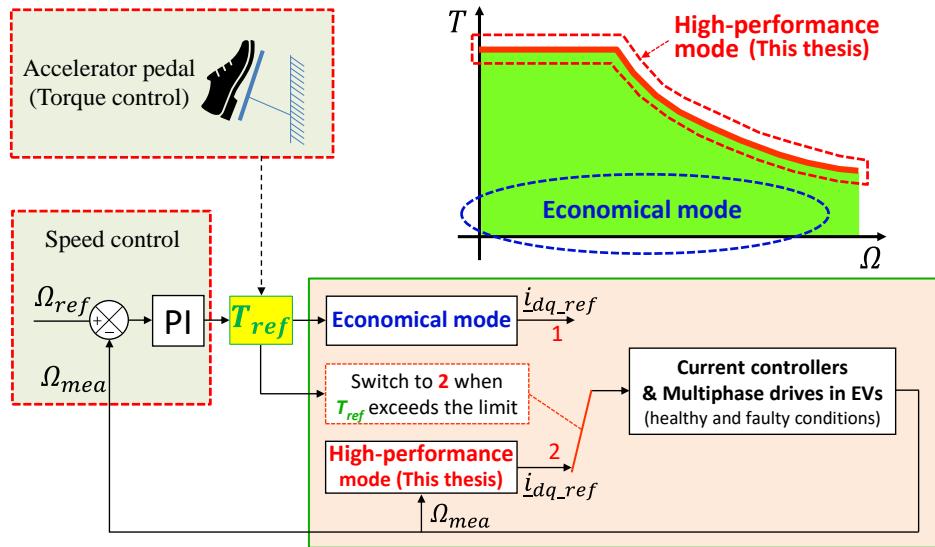 Accelerator pedal
(Torque control)
T
High-performance
mode (This thesis)
Economical mode
Ω
Speed control
Ω_ref
+
−
PI
T_ref
Ω_mea
Economical mode
i_dq_ref
1
Switch to 2 when
T_ref exceeds the limit
High-performance
mode (This thesis)
2
i_dq_ref
Ω_mea
Current controllers
& Multiphase drives in EVs
(healthy and faulty conditions)